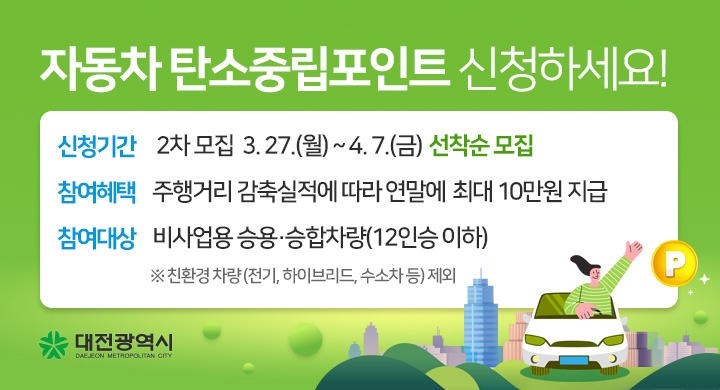 자동차 탄소중립포인트 신청하세요!
신청기간 2차 모집 3. 27.(월) ~ 4. 7.(금) 선착순 모집
참여혜택 주행거리 감축실적에 따라 연말에 최대 10만원 지급
참여대상 비사업용 승용·승합차량(12인승 이하)
※ 친환경 차량 (전기, 하이브리드, 수소차 등) 제외
P
대전광역시
DAEJEON METROPOLITAN CITY